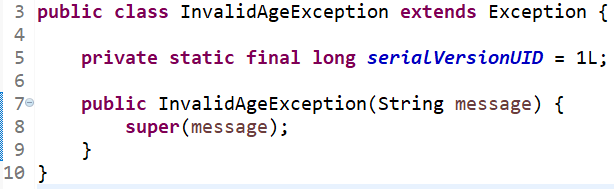 3 public class InvalidAgeException extends Exception {
4
5     private static final long serialVersionUID = 1L;
6
7     public InvalidAgeException(String message) {
8         super(message);
9     }
10 }